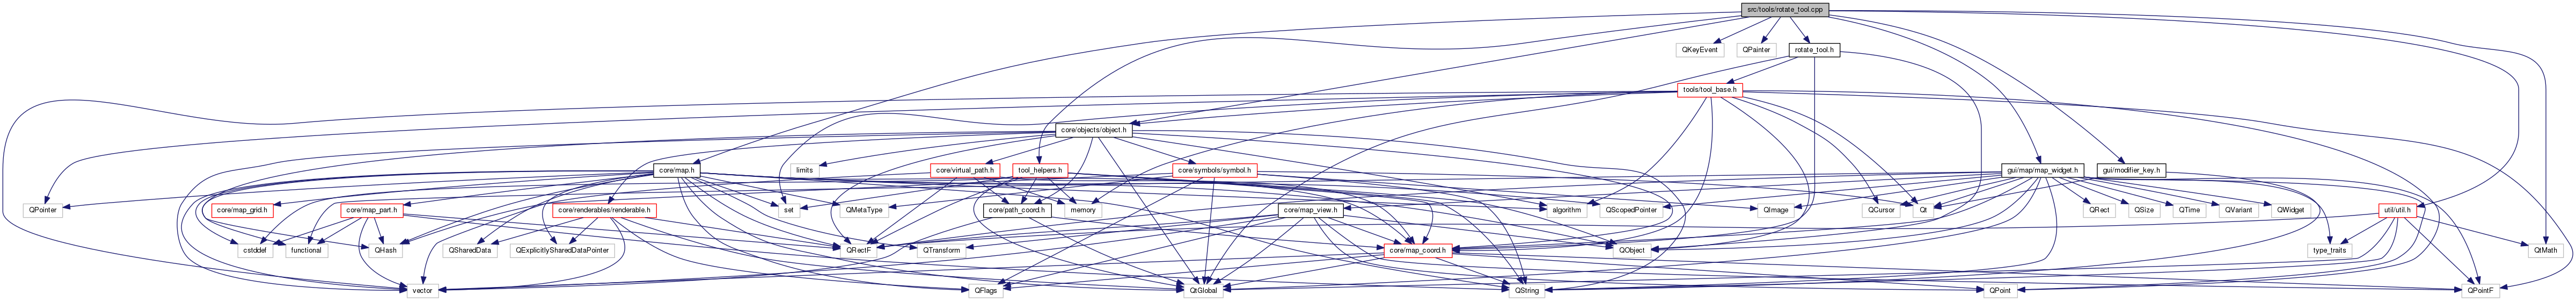 src/tools/rotate_tool.cpp
QKeyEvent
QPainter
rotate_tool.h
tools/tool_base.h
core/objects/object.h
limits
core/virtual_path.h
tool_helpers.h
core/symbols/symbol.h
core/map.h
gui/map/map_widget.h
gui/modifier_key.h
QPointer
core/map_grid.h
core/map_part.h
core/renderables/renderable.h
set
QMetaType
core/path_coord.h
memory
core/map_view.h
algorithm
QScopedPointer
QImage
QCursor
Qt
QRect
QSize
QTime
QVariant
QWidget
util/util.h
cstddef
functional
QHash
QSharedData
QExplicitlySharedDataPointer
QRectF
QTransform
core/map_coord.h
QObject
type_traits
QtMath
vector
QFlags
QtGlobal
QString
QPoint
QPointF